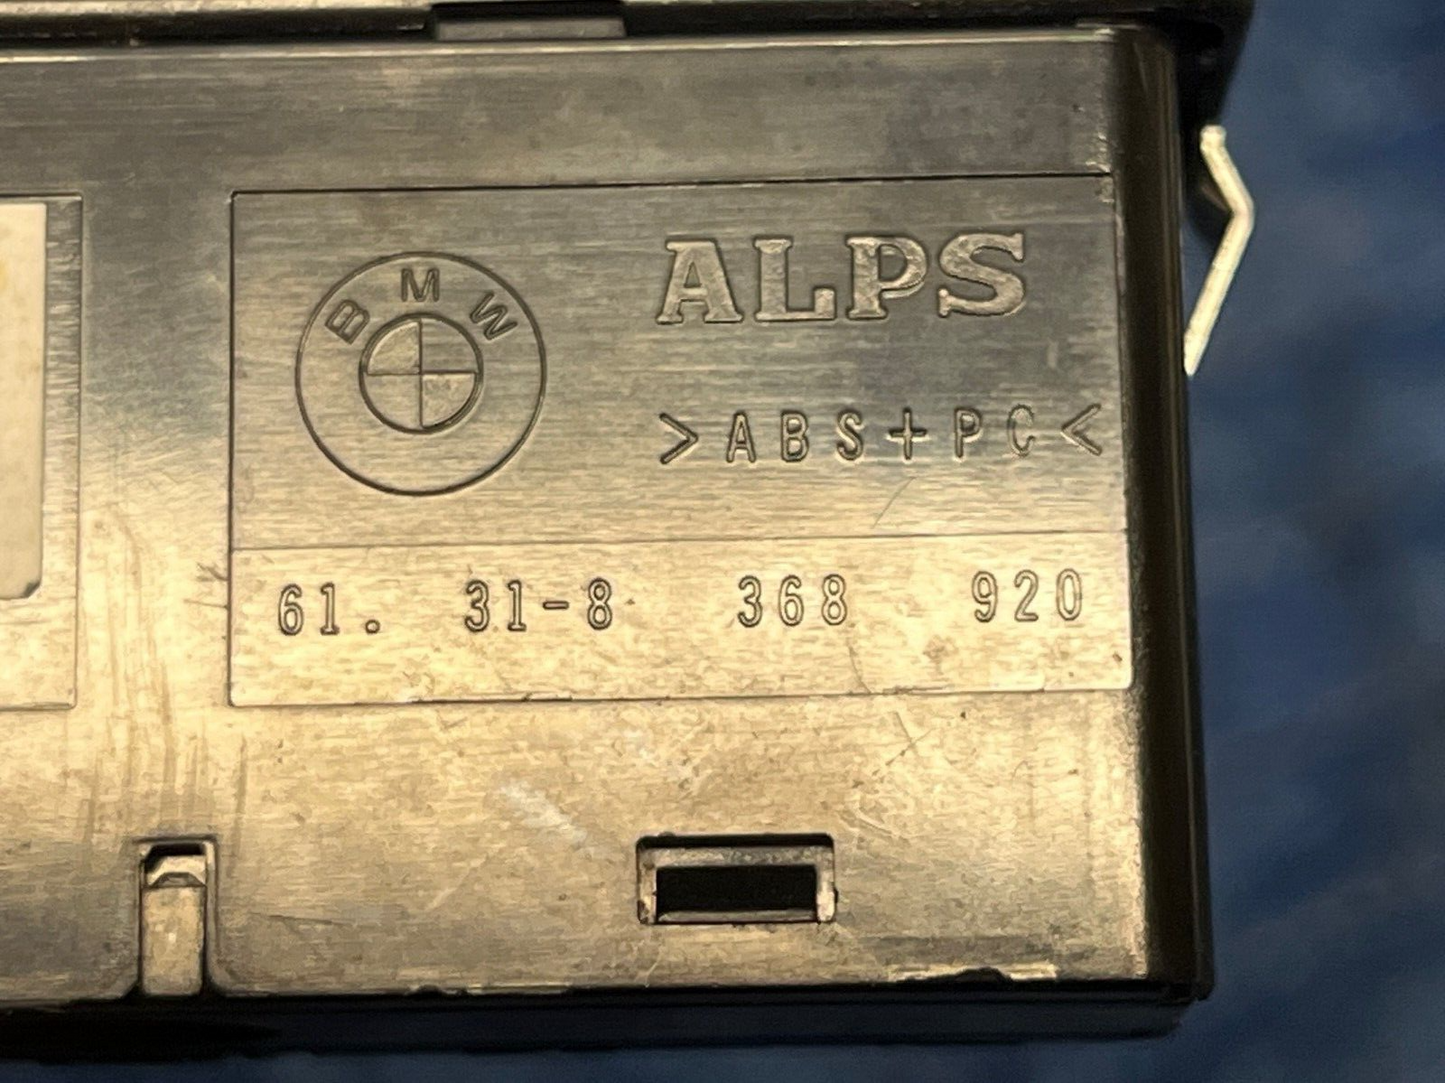 BMW
ALPS
>ABS+PC<
61. 31-8 368 920